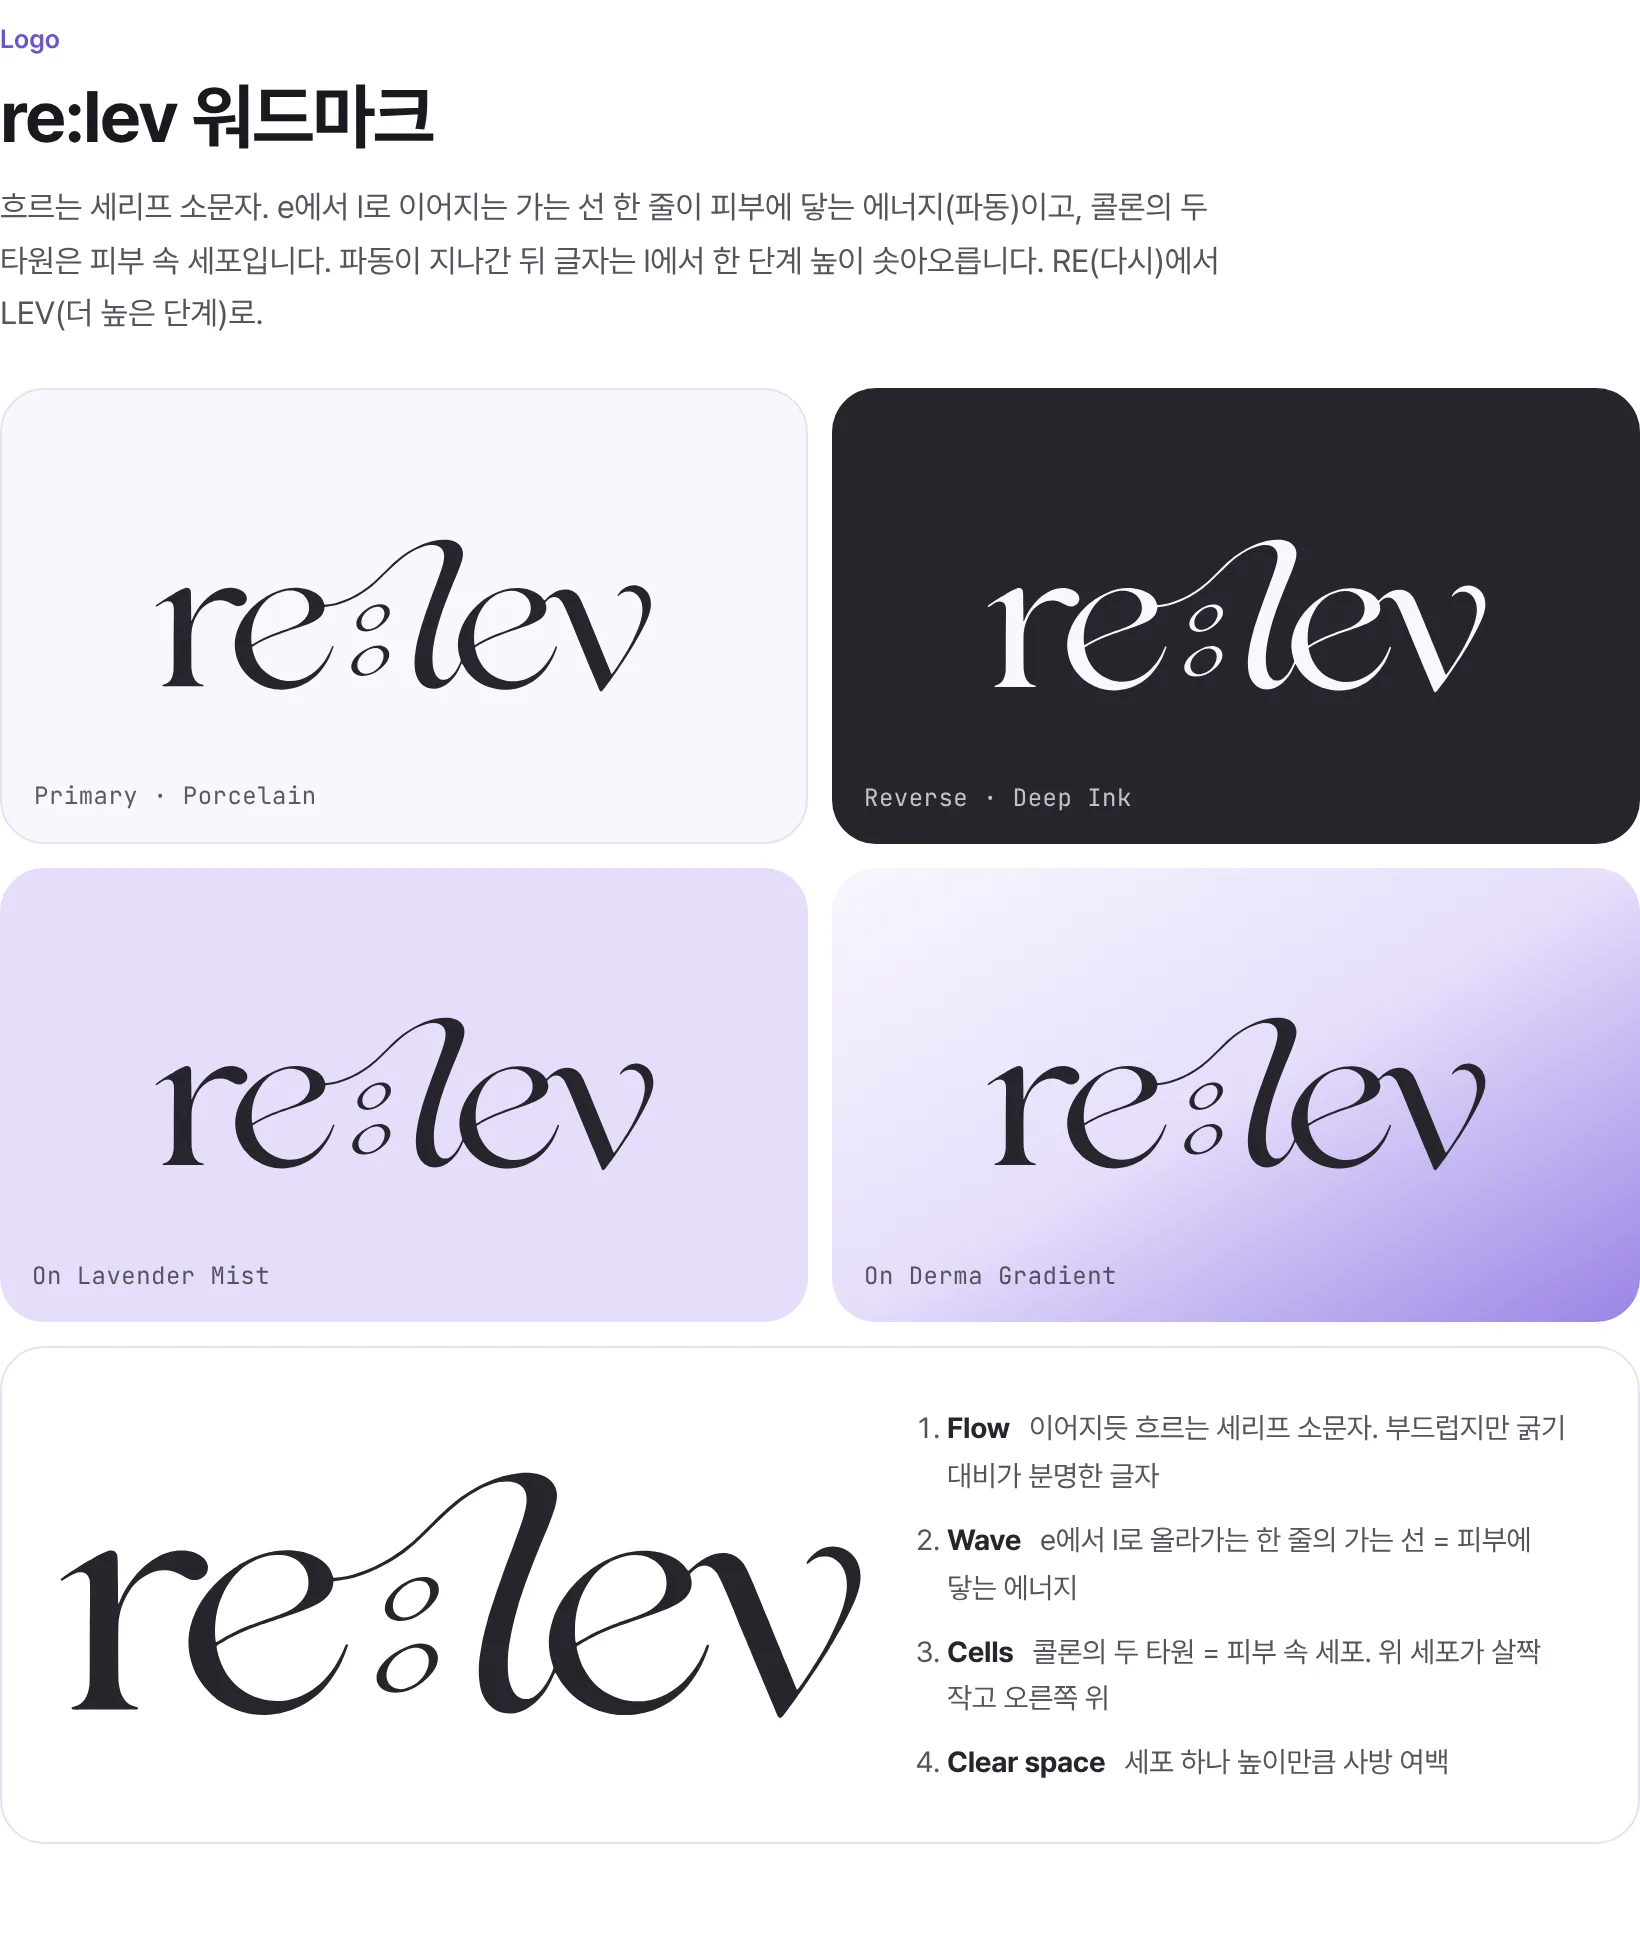 Logo
re:lev 워드마크
흐르는 세리프 소문자. e에서 l로 이어지는 가는 선 한 줄이 피부에 닿는 에너지(파동)이고, 콜론의 두
타원은 피부 속 세포입니다. 파동이 지나간 뒤 글자는 l에서 한 단계 높이 솟아오릅니다. RE(다시)에서
LEV(더 높은 단계)로.
re:lev
Primary · Porcelain
re:lev
Reverse · Deep Ink
re:lev
On Lavender Mist
re:lev
On Derma Gradient
re:lev
1. Flow 이어지듯 흐르는 세리프 소문자. 부드럽지만 굵기
대비가 분명한 글자
2. Wave e에서 l로 올라가는 한 줄의 가는 선 = 피부에
닿는 에너지
3. Cells 콜론의 두 타원 = 피부 속 세포. 위 세포가 살짝
작고 오른쪽 위
4. Clear space 세포 하나 높이만큼 사방 여백